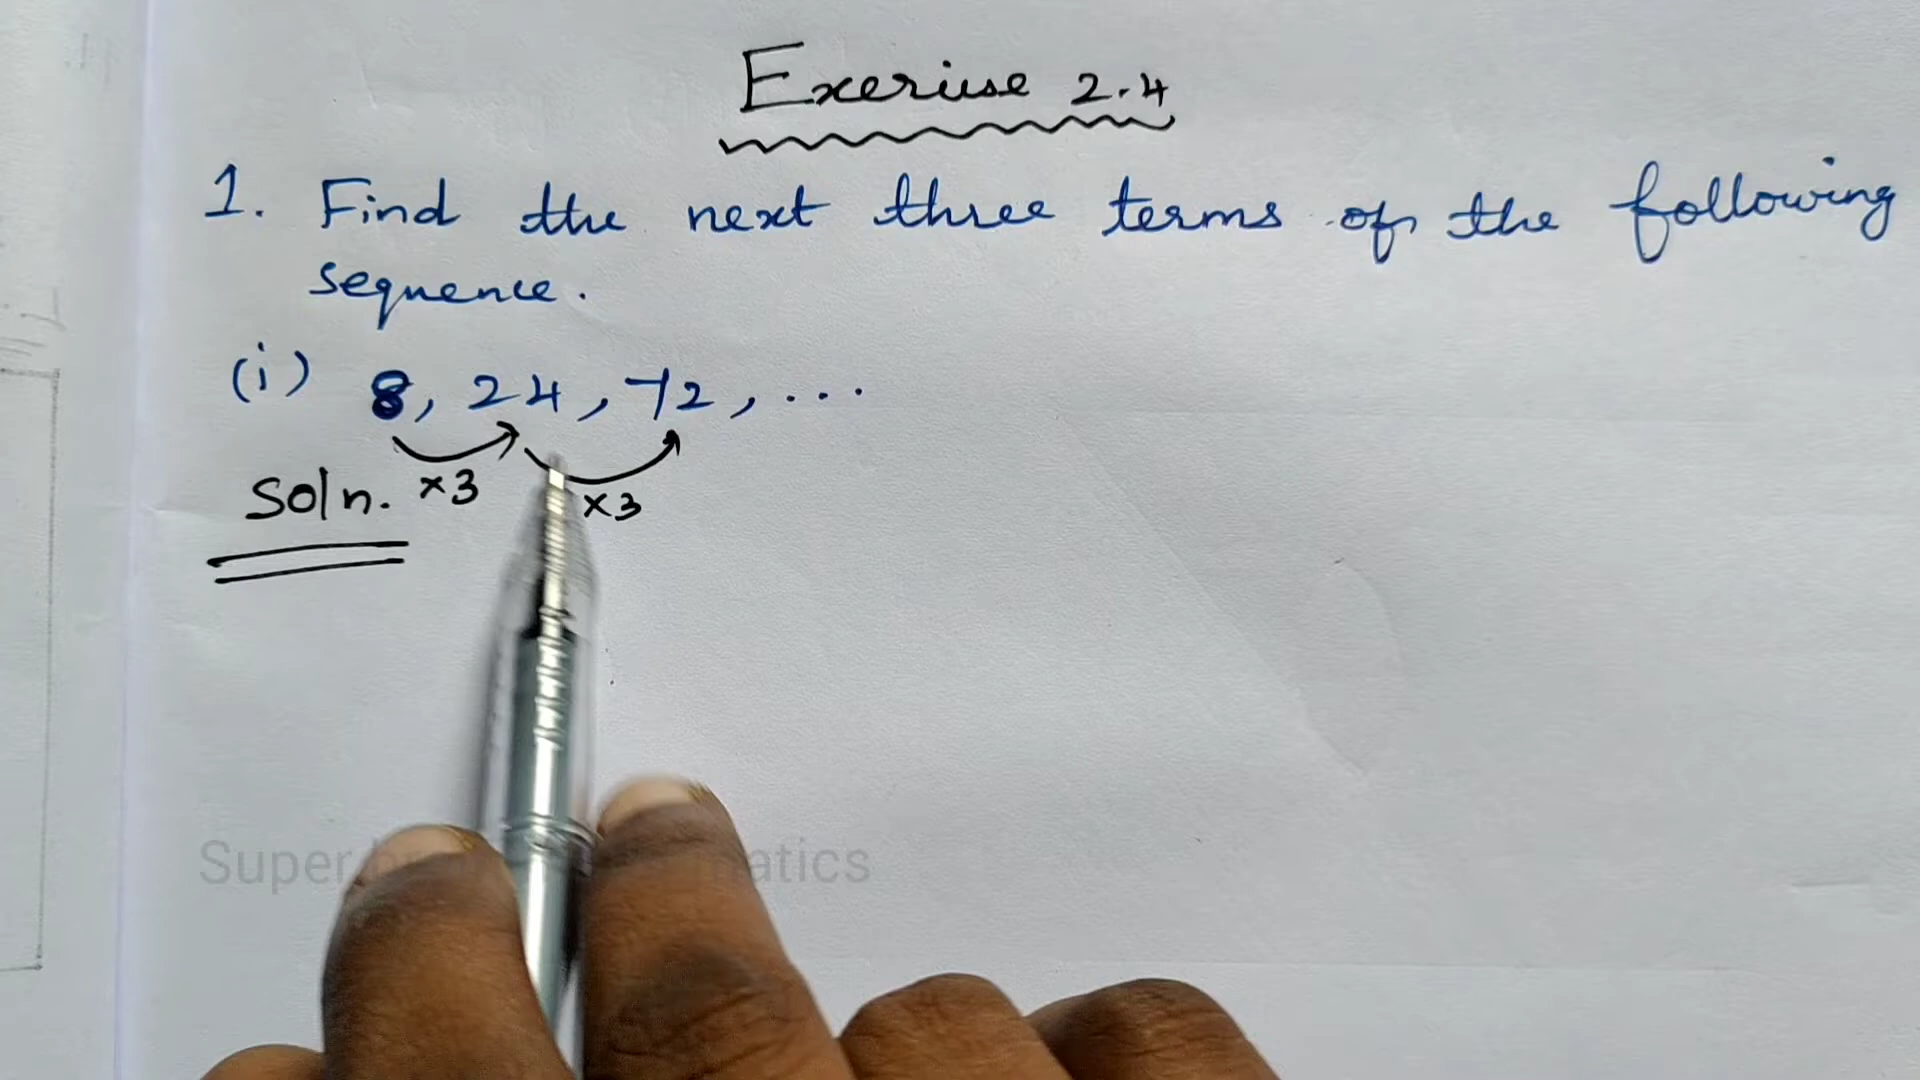 Exercise 2.4
1. Find the next three terms of the following
sequence.
(i) 8, 24, 72, ...
Soln. ×3 ×3
Super matics